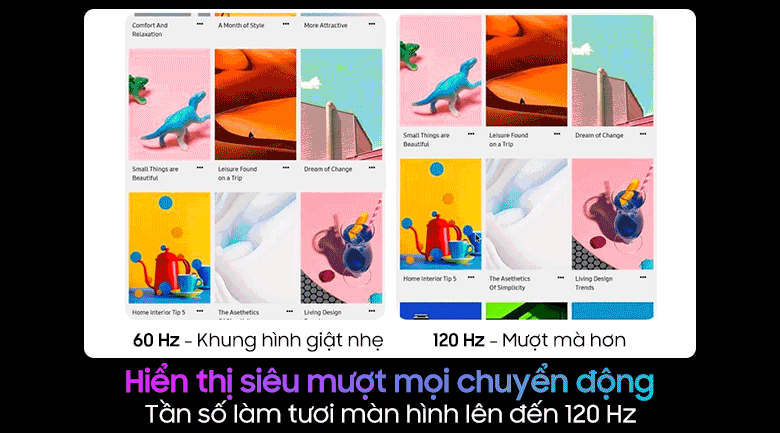 Comfort And ••• A Month of Style ••• More Attractive •••
Relaxation
Small Things are ••• Leisure Found ••• Dream of Change •••
Beautiful on a Trip
Home Interior Tip 5 ••• The Asethetics ••• Living Design •••
Of Simplicity Trends
Small Things are ••• Leisure Found ••• Dream of Change •••
Beautiful on a Trip
Home Interior Tip 5 ••• The Asethetics ••• Living Design •••
Of Simplicity Trends
60 Hz – Khung hình giật nhẹ
120 Hz – Mượt mà hơn
Hiển thị siêu mượt mọi chuyển động
Tần số làm tươi màn hình lên đến 120 Hz